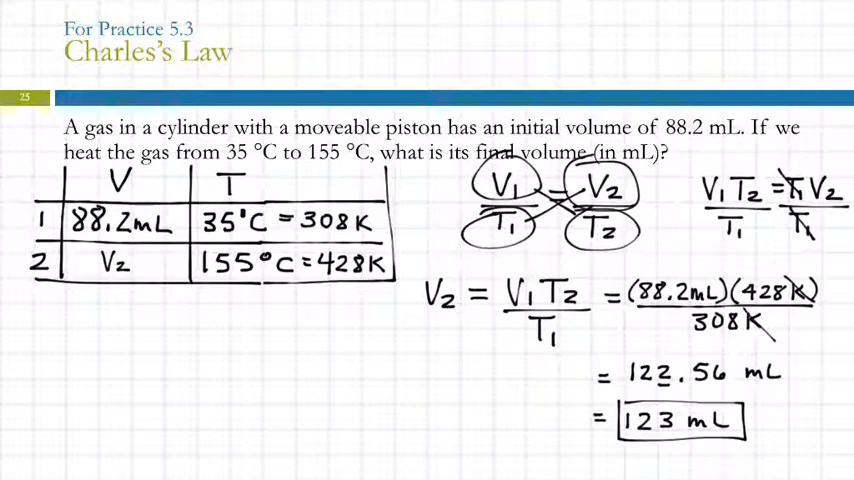 For Practice 5.3
Charles's Law
25
A gas in a cylinder with a moveable piston has an initial volume of 88.2 mL. If we
heat the gas from 35 °C to 155 °C, what is its final volume (in mL)?
V T
1 88.2mL 35°C = 308K
2 V₂ 155°C = 428K
V₁/T₁ = V₂/T₂
V₁T₂/T₁ = T₁V₂/T₁
V₂ = V₁T₂/T₁ = (88.2mL)(428K)/308K
= 122.56 mL
= 123 mL